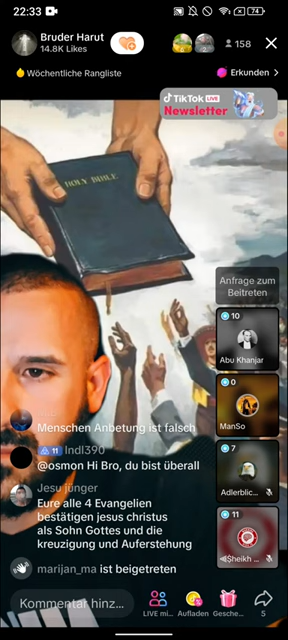 22:33
74
Bruder Harut
14.8K Likes
158
Wöchentliche Rangliste
Erkunden
TikTok LIVE
Newsletter
HOLY BIBLE
Anfrage zum
Beitreten
10
Abu Khanjar
0
ManSo
7
Adlerblic...
11
Menschen Anbetung ist falsch
11 lndl390
@osmon Hi Bro, du bist überall
Jesu jünger
Eure alle 4 Evangelien
bestätigen jesus christus
als Sohn Gottes und die
kreuzigung und Auferstehung
marijan_ma ist beigetreten
Kommentar hinz...
LIVE mi...
Aufladen
Gesche...
5